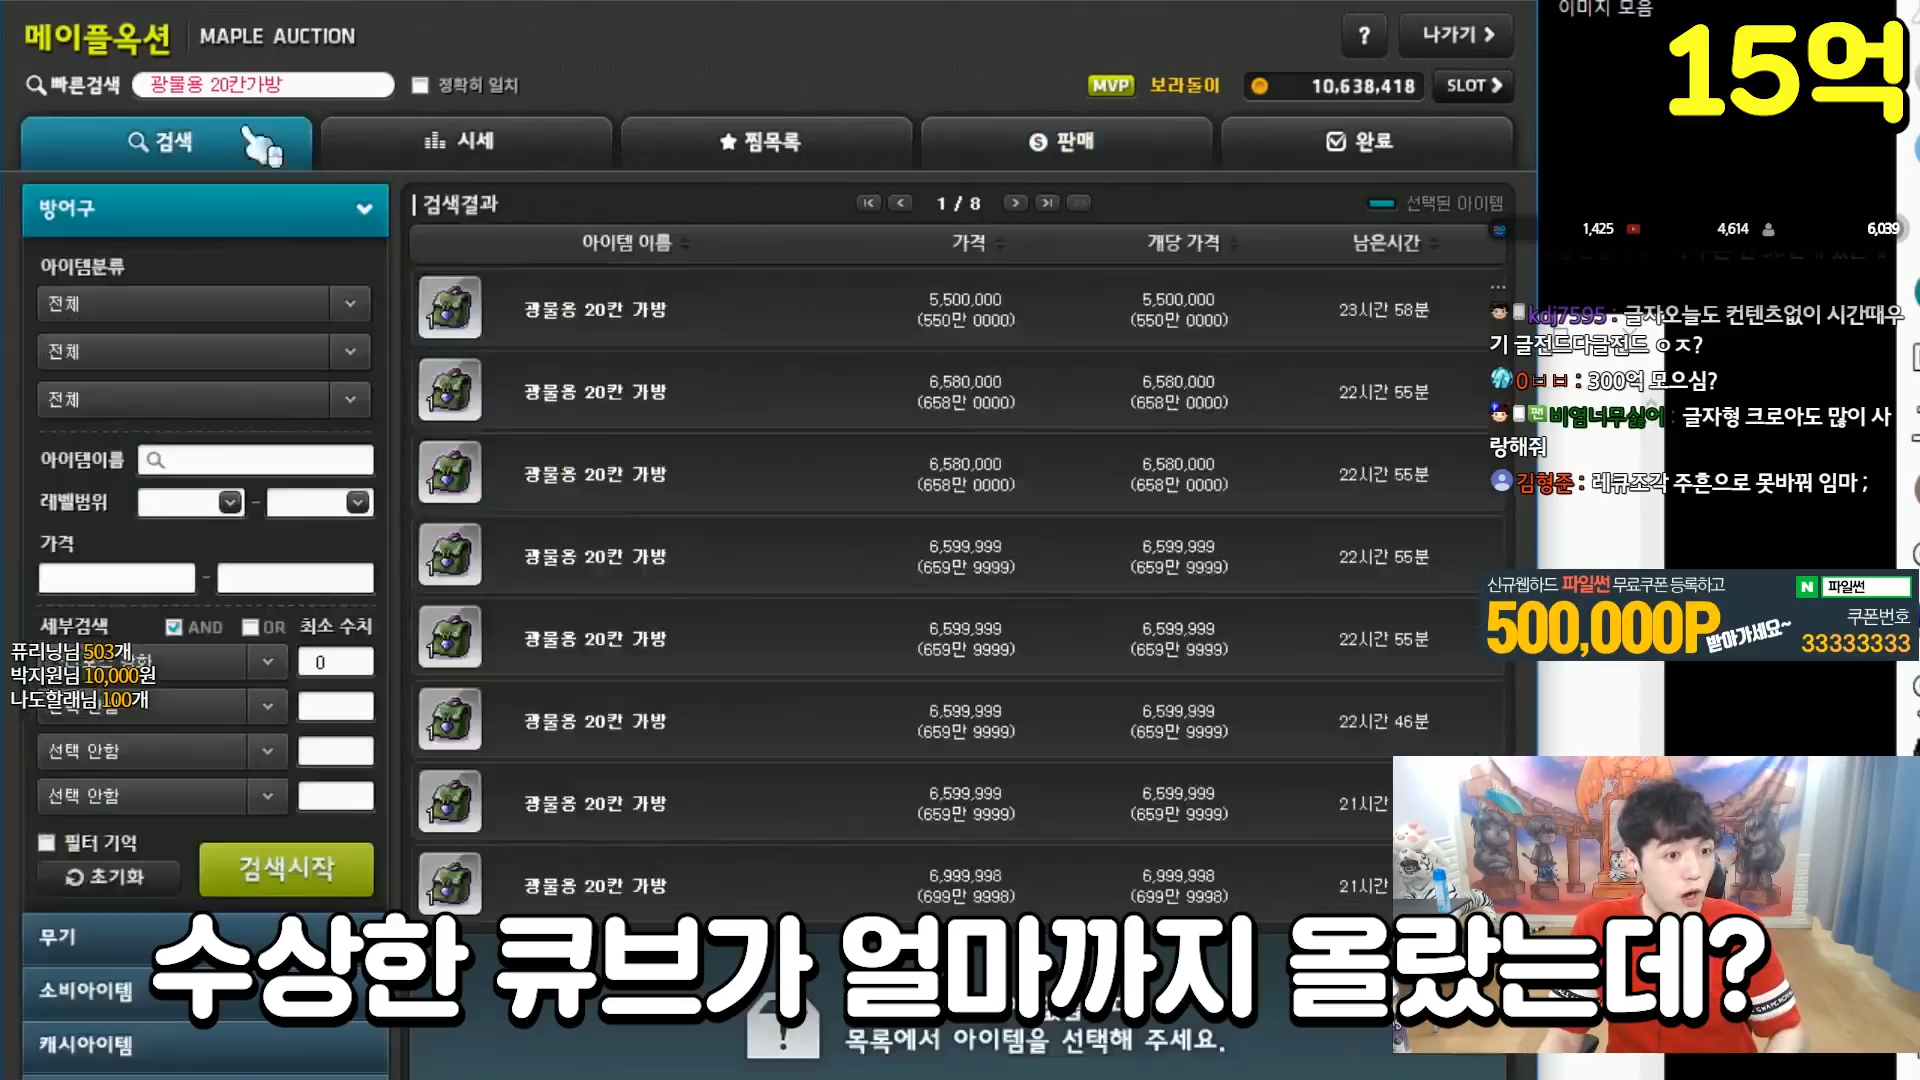 메이플옥션 MAPLE AUCTION
? 나가기
빠른검색 광물용 20칸가방 정확히 일치
MVP 보라돌이 10,638,418 SLOT
검색 시세 찜목록 판매 완료
방어구
아이템분류
전체
전체
전체
아이템이름
레벨범위 -
가격
-
세부검색 AND OR 최소 수치
0
선택 안함
선택 안함
필터 기억
초기화 검색시작
무기
소비아이템
캐시아이템
퓨리닝님 503개
박지원님 10,000원
나도할래님 100개
검색결과 1 / 8 선택된 아이템
아이템 이름 가격 개당 가격 남은시간
1 광물용 20칸 가방 5,500,000 (550만 0000) 5,500,000 (550만 0000) 23시간 58분
1 광물용 20칸 가방 6,580,000 (658만 0000) 6,580,000 (658만 0000) 22시간 55분
1 광물용 20칸 가방 6,580,000 (658만 0000) 6,580,000 (658만 0000) 22시간 55분
1 광물용 20칸 가방 6,599,999 (659만 9999) 6,599,999 (659만 9999) 22시간 55분
1 광물용 20칸 가방 6,599,999 (659만 9999) 6,599,999 (659만 9999) 22시간 55분
1 광물용 20칸 가방 6,599,999 (659만 9999) 6,599,999 (659만 9999) 22시간 46분
1 광물용 20칸 가방 6,599,999 (659만 9999) 6,599,999 (659만 9999) 21시간
1 광물용 20칸 가방 6,999,998 (699만 9998) 6,999,998 (699만 9998) 21시간
목록에서 아이템을 선택해 주세요.
이미지 모음
15억
1,425 4,614 6,039
kdj7595 : 글자오늘도 컨텐츠없이 시간때우
기 글전드다글전드 ㅇㅈ?
0ㅂㅂ : 300억 모으심?
팬 비염너무싫어 : 글자형 크로아도 많이 사
랑해줘
김형준 : 레큐조각 주흔으로 못바꿔 임마 ;
신규웹하드 파일썬 무료쿠폰 등록하고 N 파일썬
500,000P 받아가세요~ 쿠폰번호
33333333
수상한 큐브가 얼마까지 올랐는데?